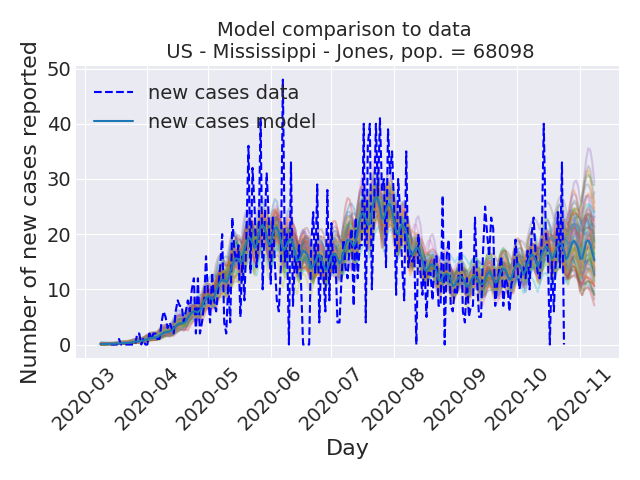 Model comparison to data
US - Mississippi - Jones, pop. = 68098
Number of new cases reported
50
40
30
20
10
0
new cases data
new cases model
2020-03
2020-04
2020-05
2020-06
2020-07
2020-08
2020-09
2020-10
2020-11
Day